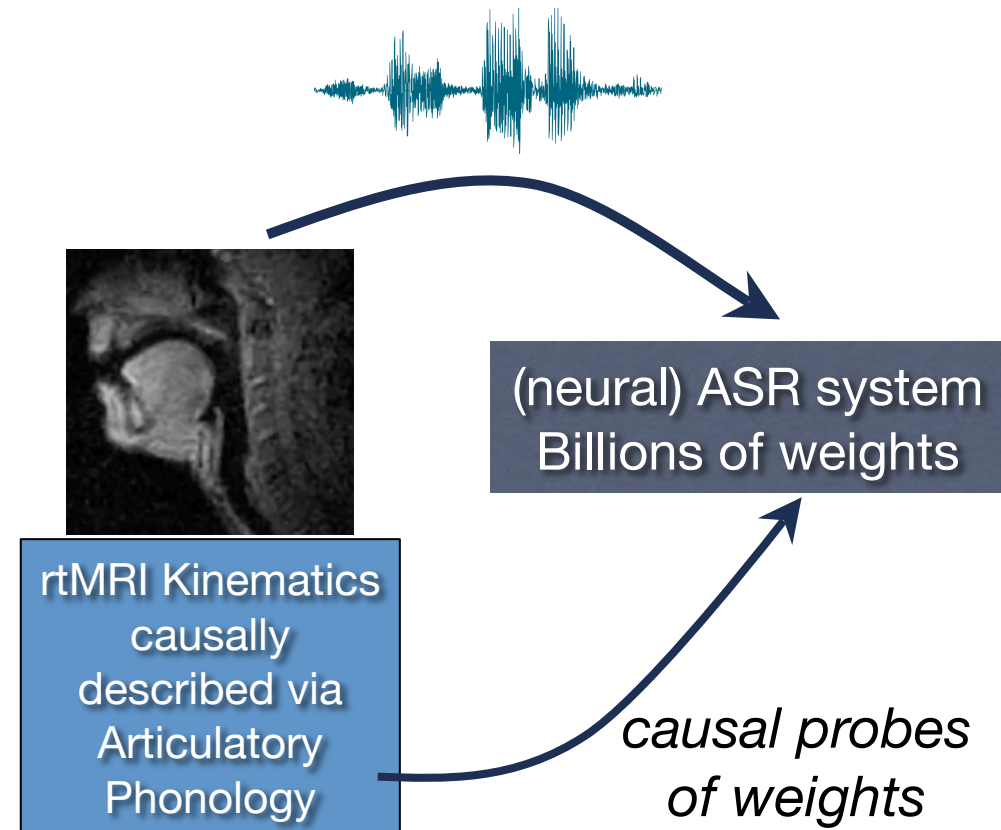 (neural) ASR system
Billions of weights
rtMRI Kinematics
causally
described via
Articulatory
Phonology
causal probes
of weights